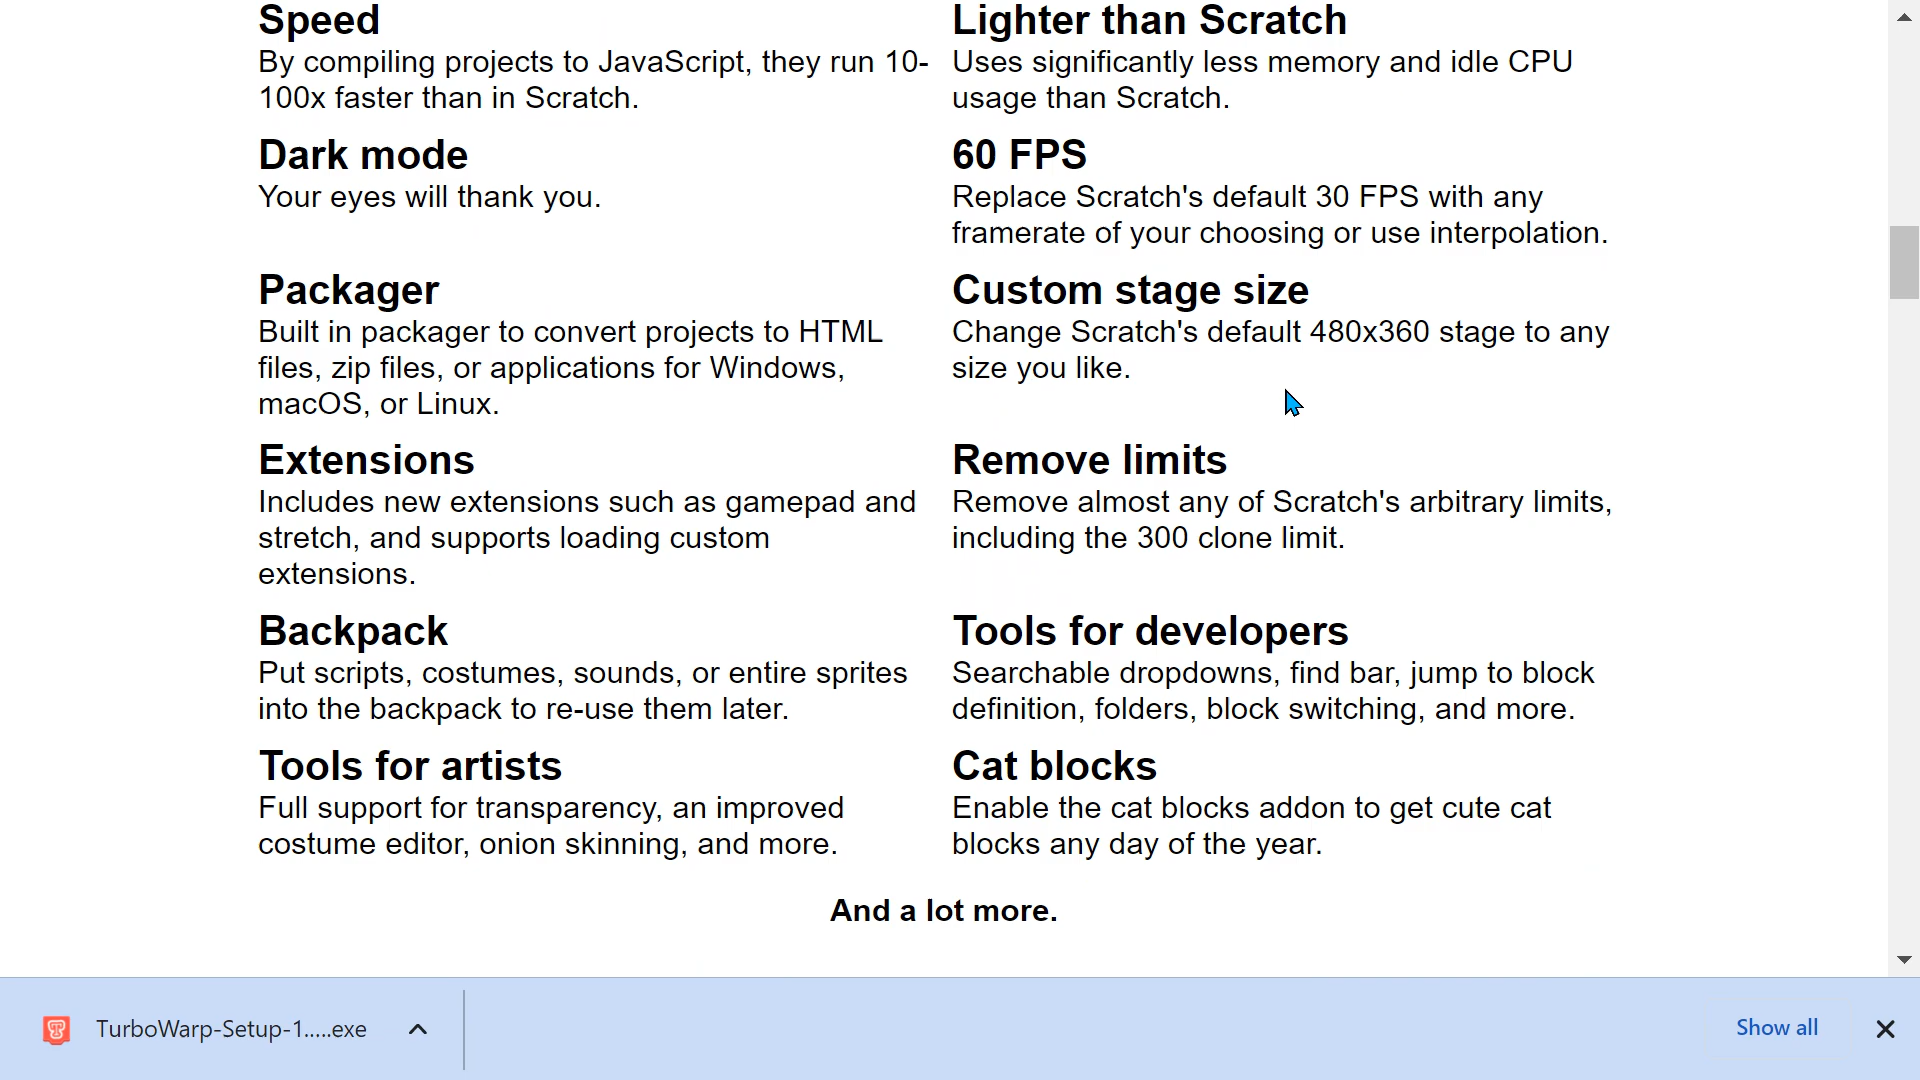 Speed
By compiling projects to JavaScript, they run 10-
100x faster than in Scratch.
Lighter than Scratch
Uses significantly less memory and idle CPU
usage than Scratch.
Dark mode
Your eyes will thank you.
60 FPS
Replace Scratch's default 30 FPS with any
framerate of your choosing or use interpolation.
Packager
Built in packager to convert projects to HTML
files, zip files, or applications for Windows,
macOS, or Linux.
Custom stage size
Change Scratch's default 480x360 stage to any
size you like.
Extensions
Includes new extensions such as gamepad and
stretch, and supports loading custom
extensions.
Remove limits
Remove almost any of Scratch's arbitrary limits,
including the 300 clone limit.
Backpack
Put scripts, costumes, sounds, or entire sprites
into the backpack to re-use them later.
Tools for developers
Searchable dropdowns, find bar, jump to block
definition, folders, block switching, and more.
Tools for artists
Full support for transparency, an improved
costume editor, onion skinning, and more.
Cat blocks
Enable the cat blocks addon to get cute cat
blocks any day of the year.
And a lot more.
TurboWarp-Setup-1.....exe
Show all